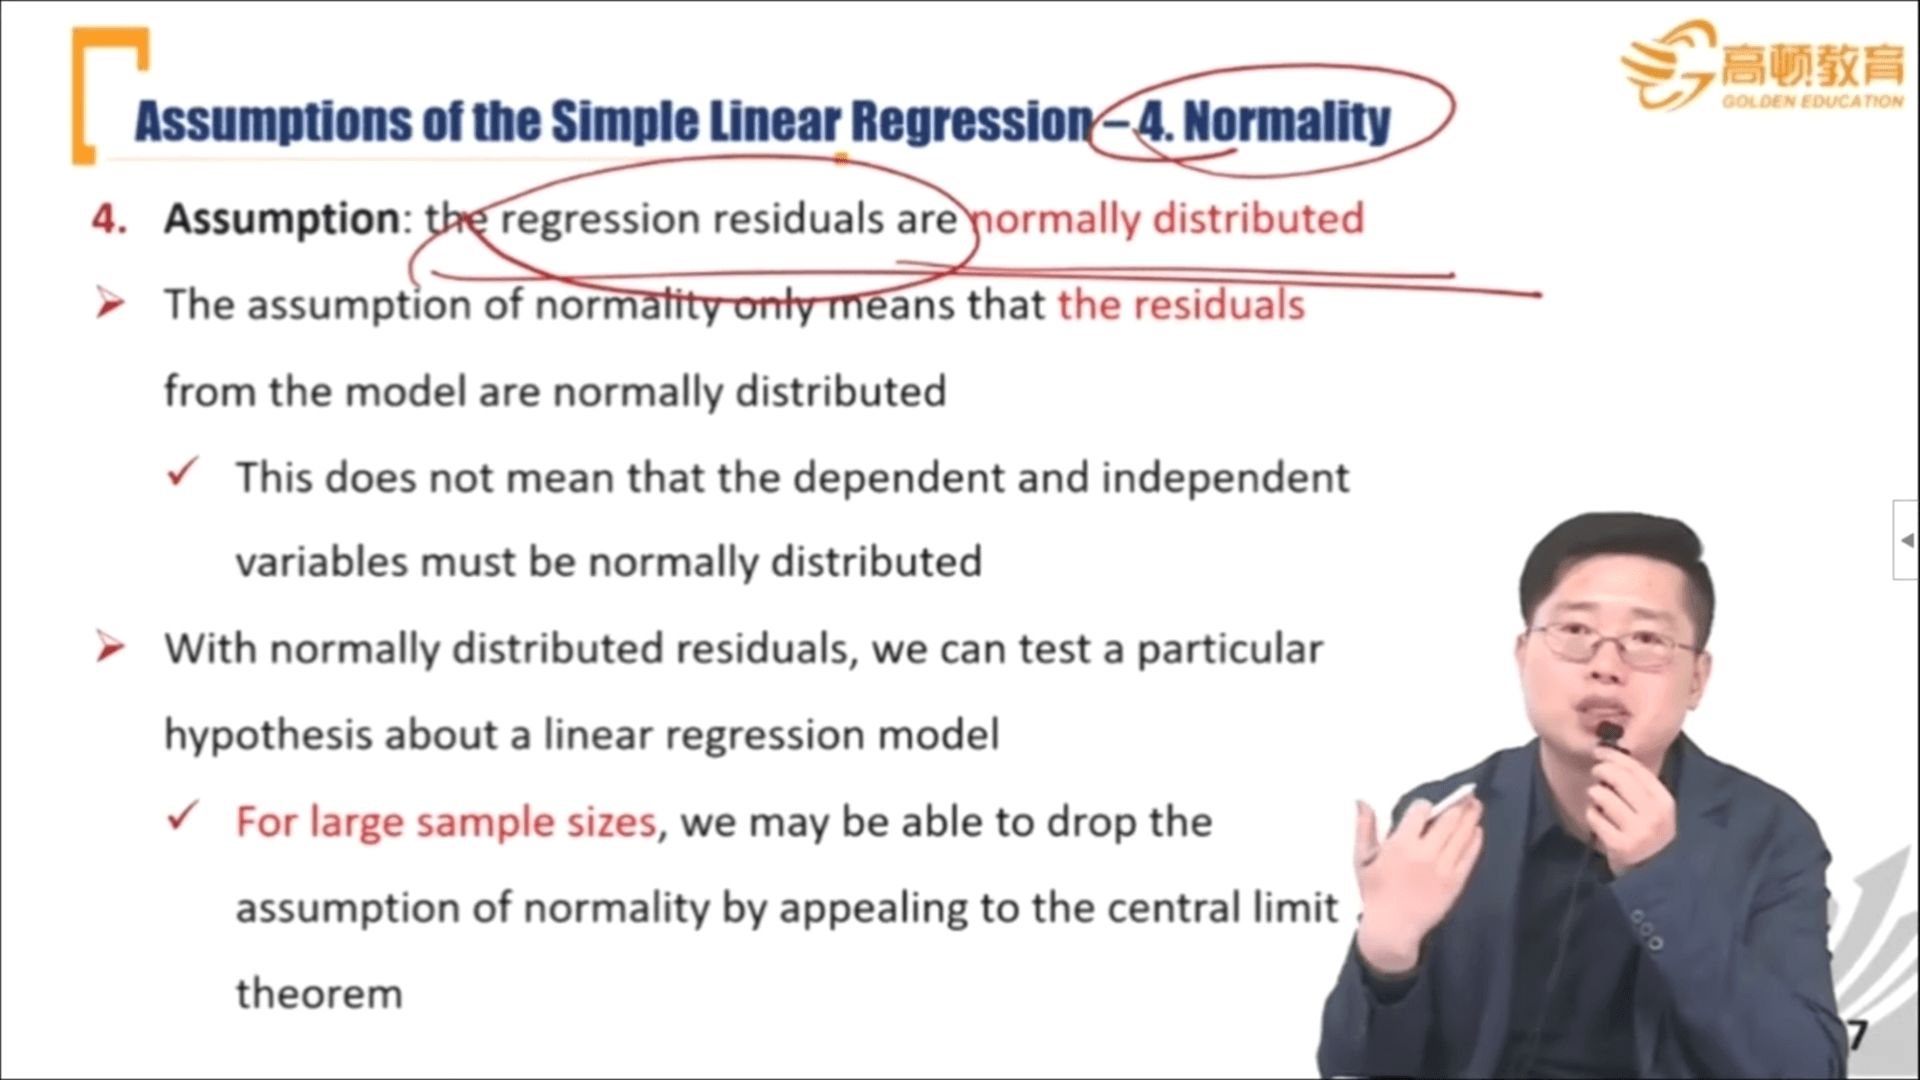 高顿教育
GOLDEN EDUCATION
Assumptions of the Simple Linear Regression – 4. Normality
4. Assumption: the regression residuals are normally distributed
The assumption of normality only means that the residuals
from the model are normally distributed
This does not mean that the dependent and independent
variables must be normally distributed
With normally distributed residuals, we can test a particular
hypothesis about a linear regression model
For large sample sizes, we may be able to drop the
assumption of normality by appealing to the central limit
theorem
7